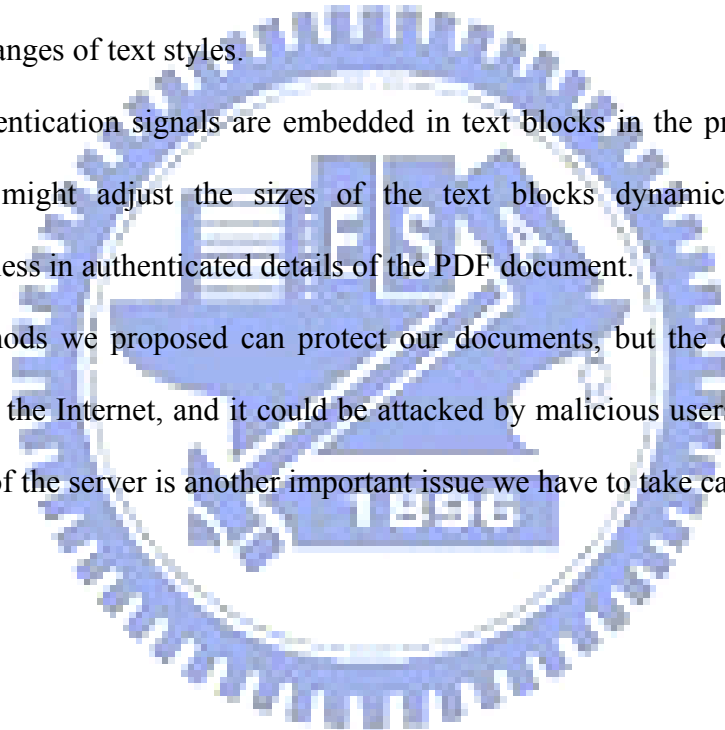 anges of text styles.
entication signals are embedded in text blocks in the pr
might adjust the sizes of the text blocks dynamic
ness in authenticated details of the PDF document.
ods we proposed can protect our documents, but the
the Internet, and it could be attacked by malicious user
of the server is another important issue we have to take ca
ESA
1896